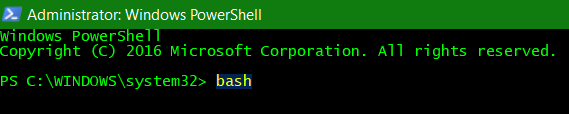 Administrator: Windows PowerShell
Windows PowerShell
Copyright (C) 2016 Microsoft Corporation. All rights reserved.
PS C:\WINDOWS\system32> bash